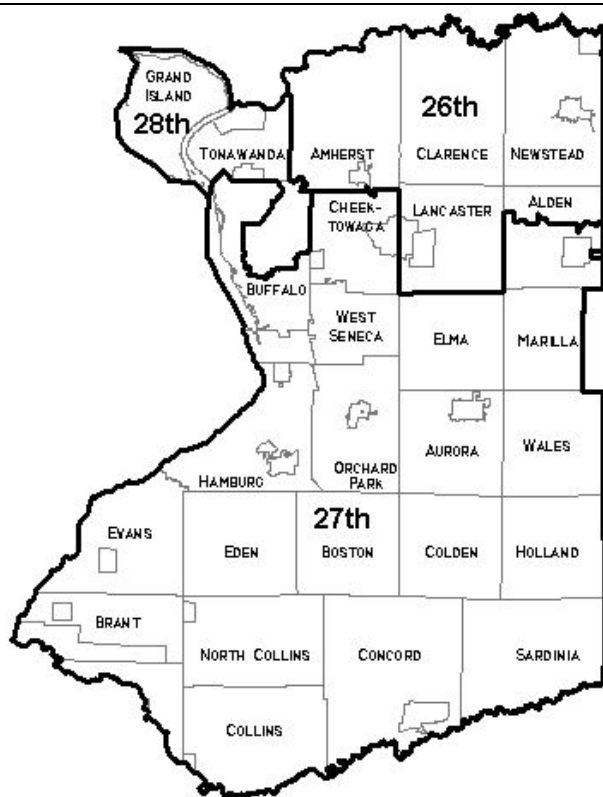 GRAND
ISLAND
28th
26th
TONAWANDA
AMHERST
CLARENCE
NEWSTEAD
CHEEK-
TOWAGA
LANCASTER
ALDEN
BUFFALO
WEST
SENECA
ELMA
MARILLA
AURORA
WALES
HAMBURG
ORCHARD
PARK
27th
EVANS
EDEN
BOSTON
COLDEN
HOLLAND
BRANT
NORTH COLLINS
CONCORD
SARDINIA
COLLINS